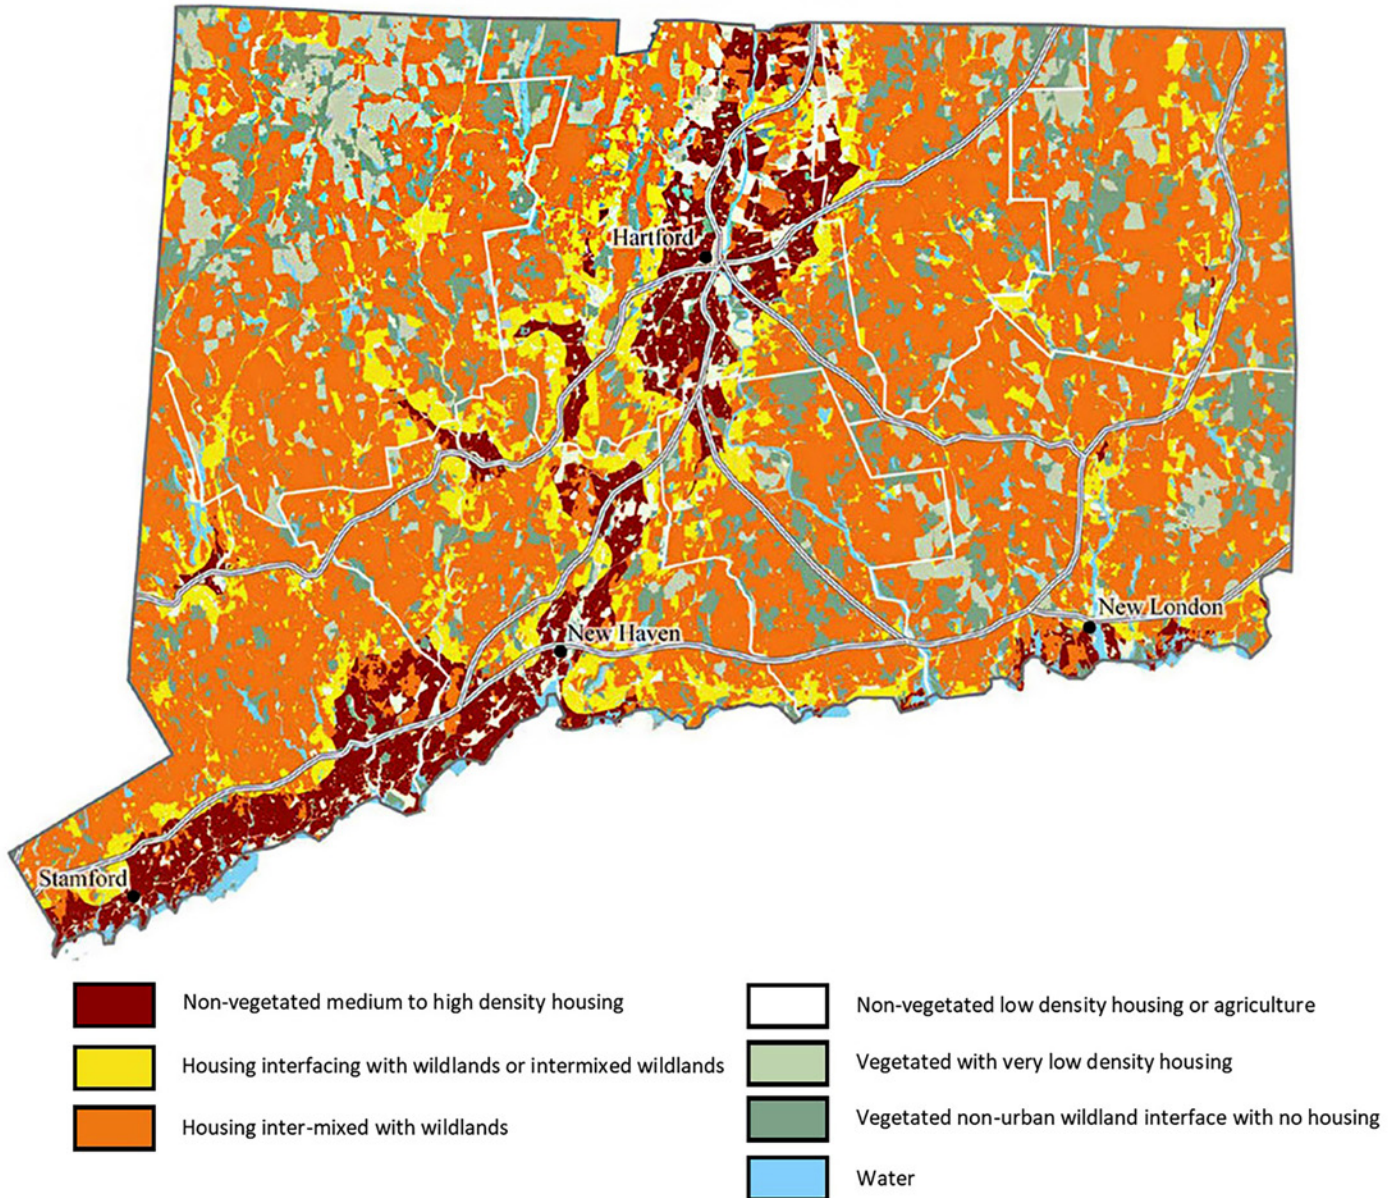 Hartford
New London
New Haven
Stamford
Non-vegetated medium to high density housing
Housing interfacing with wildlands or intermixed wildlands
Housing inter-mixed with wildlands
Non-vegetated low density housing or agriculture
Vegetated with very low density housing
Vegetated non-urban wildland interface with no housing
Water